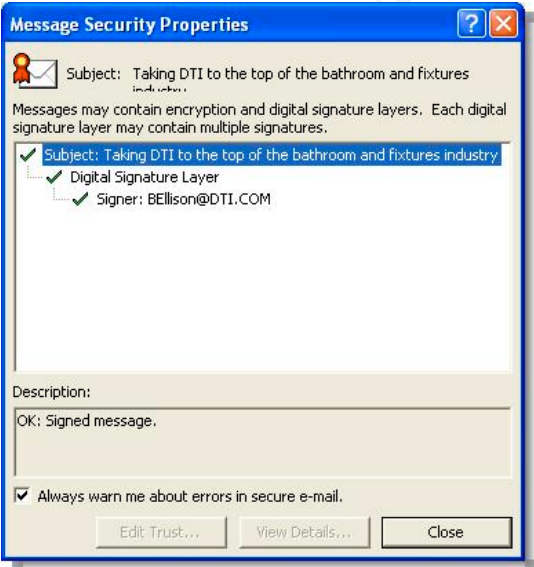 Message Security Properties
Subject: Taking DTI to the top of the bathroom and fixtures
industry
Messages may contain encryption and digital signature layers. Each digital
signature layer may contain multiple signatures.
Subject: Taking DTI to the top of the bathroom and fixtures industry
Digital Signature Layer
Signer: BEllison@DTI.COM
Description:
OK: Signed message.
Always warn me about errors in secure e-mail.
Edit Trust... View Details... Close